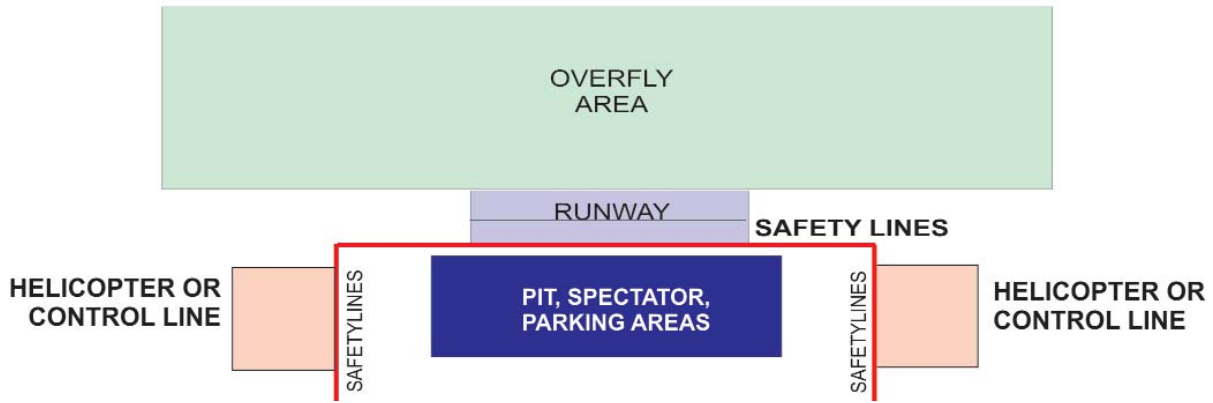 OVERFLY
AREA
RUNWAY
SAFETY LINES
HELICOPTER OR
CONTROL LINE
SAFETYLINES
PIT, SPECTATOR,
PARKING AREAS
SAFETYLINES
HELICOPTER OR
CONTROL LINE